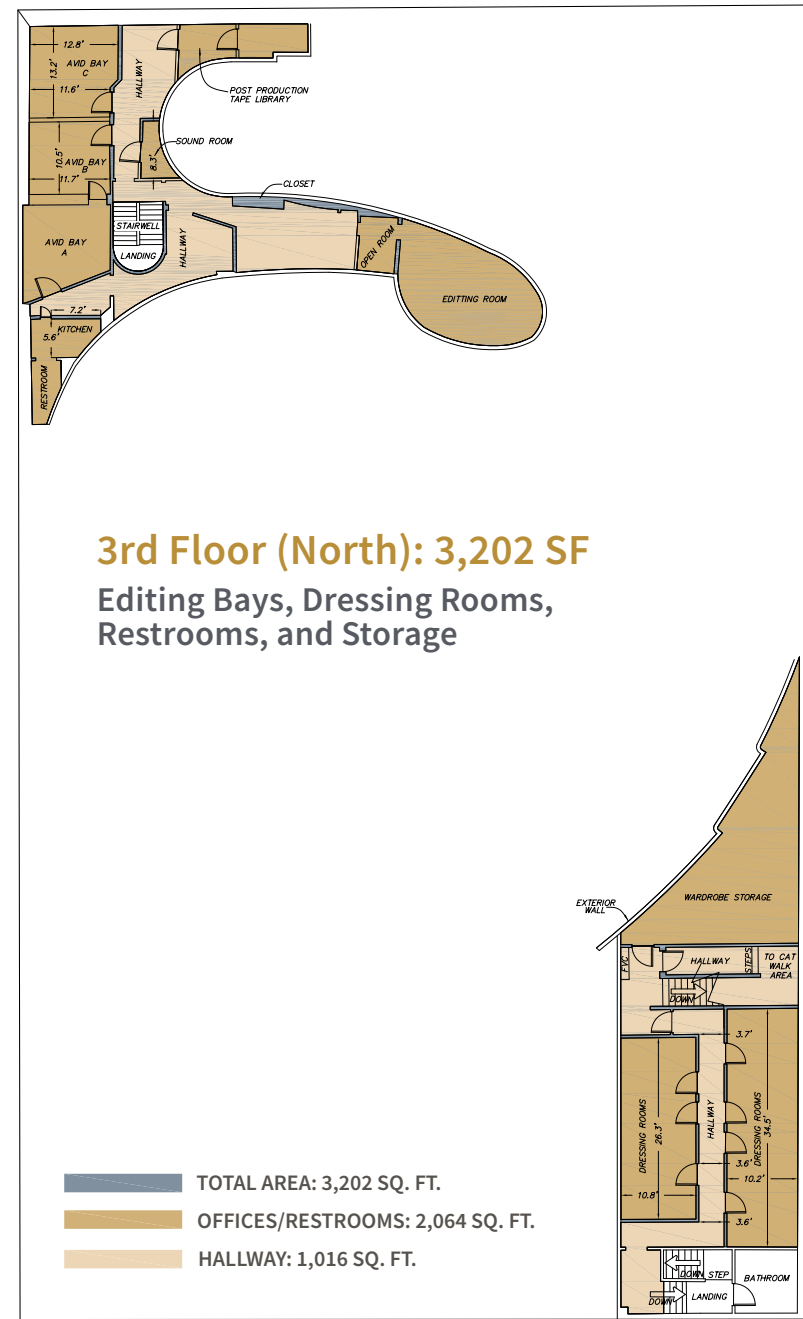 12.8'
13.2'
AVID BAY
C
11.6'
HALLWAY
POST PRODUCTION
TAPE LIBRARY
10.5'
AVID BAY
B
11.7'
SOUND ROOM
8.3'
CLOSET
STAIRWELL
LANDING
HALLWAY
AVID BAY
A
OPEN ROOM
EDITTING ROOM
7.2'
KITCHEN
5.6'
RESTROOM
3rd Floor (North): 3,202 SF
Editing Bays, Dressing Rooms,
Restrooms, and Storage
WARDROBE STORAGE
EXTERIOR
WALL
FVC
HALLWAY
STEPS
TO CAT
WALK
AREA
DOWN
3.7'
DRESSING ROOMS
26.3'
HALLWAY
DRESSING ROOMS
34.5'
3.6'
10.2'
10.8'
3.6'
TOTAL AREA: 3,202 SQ. FT.
OFFICES/RESTROOMS: 2,064 SQ. FT.
HALLWAY: 1,016 SQ. FT.
DOWN
STEP
BATHROOM
DOWN
LANDING